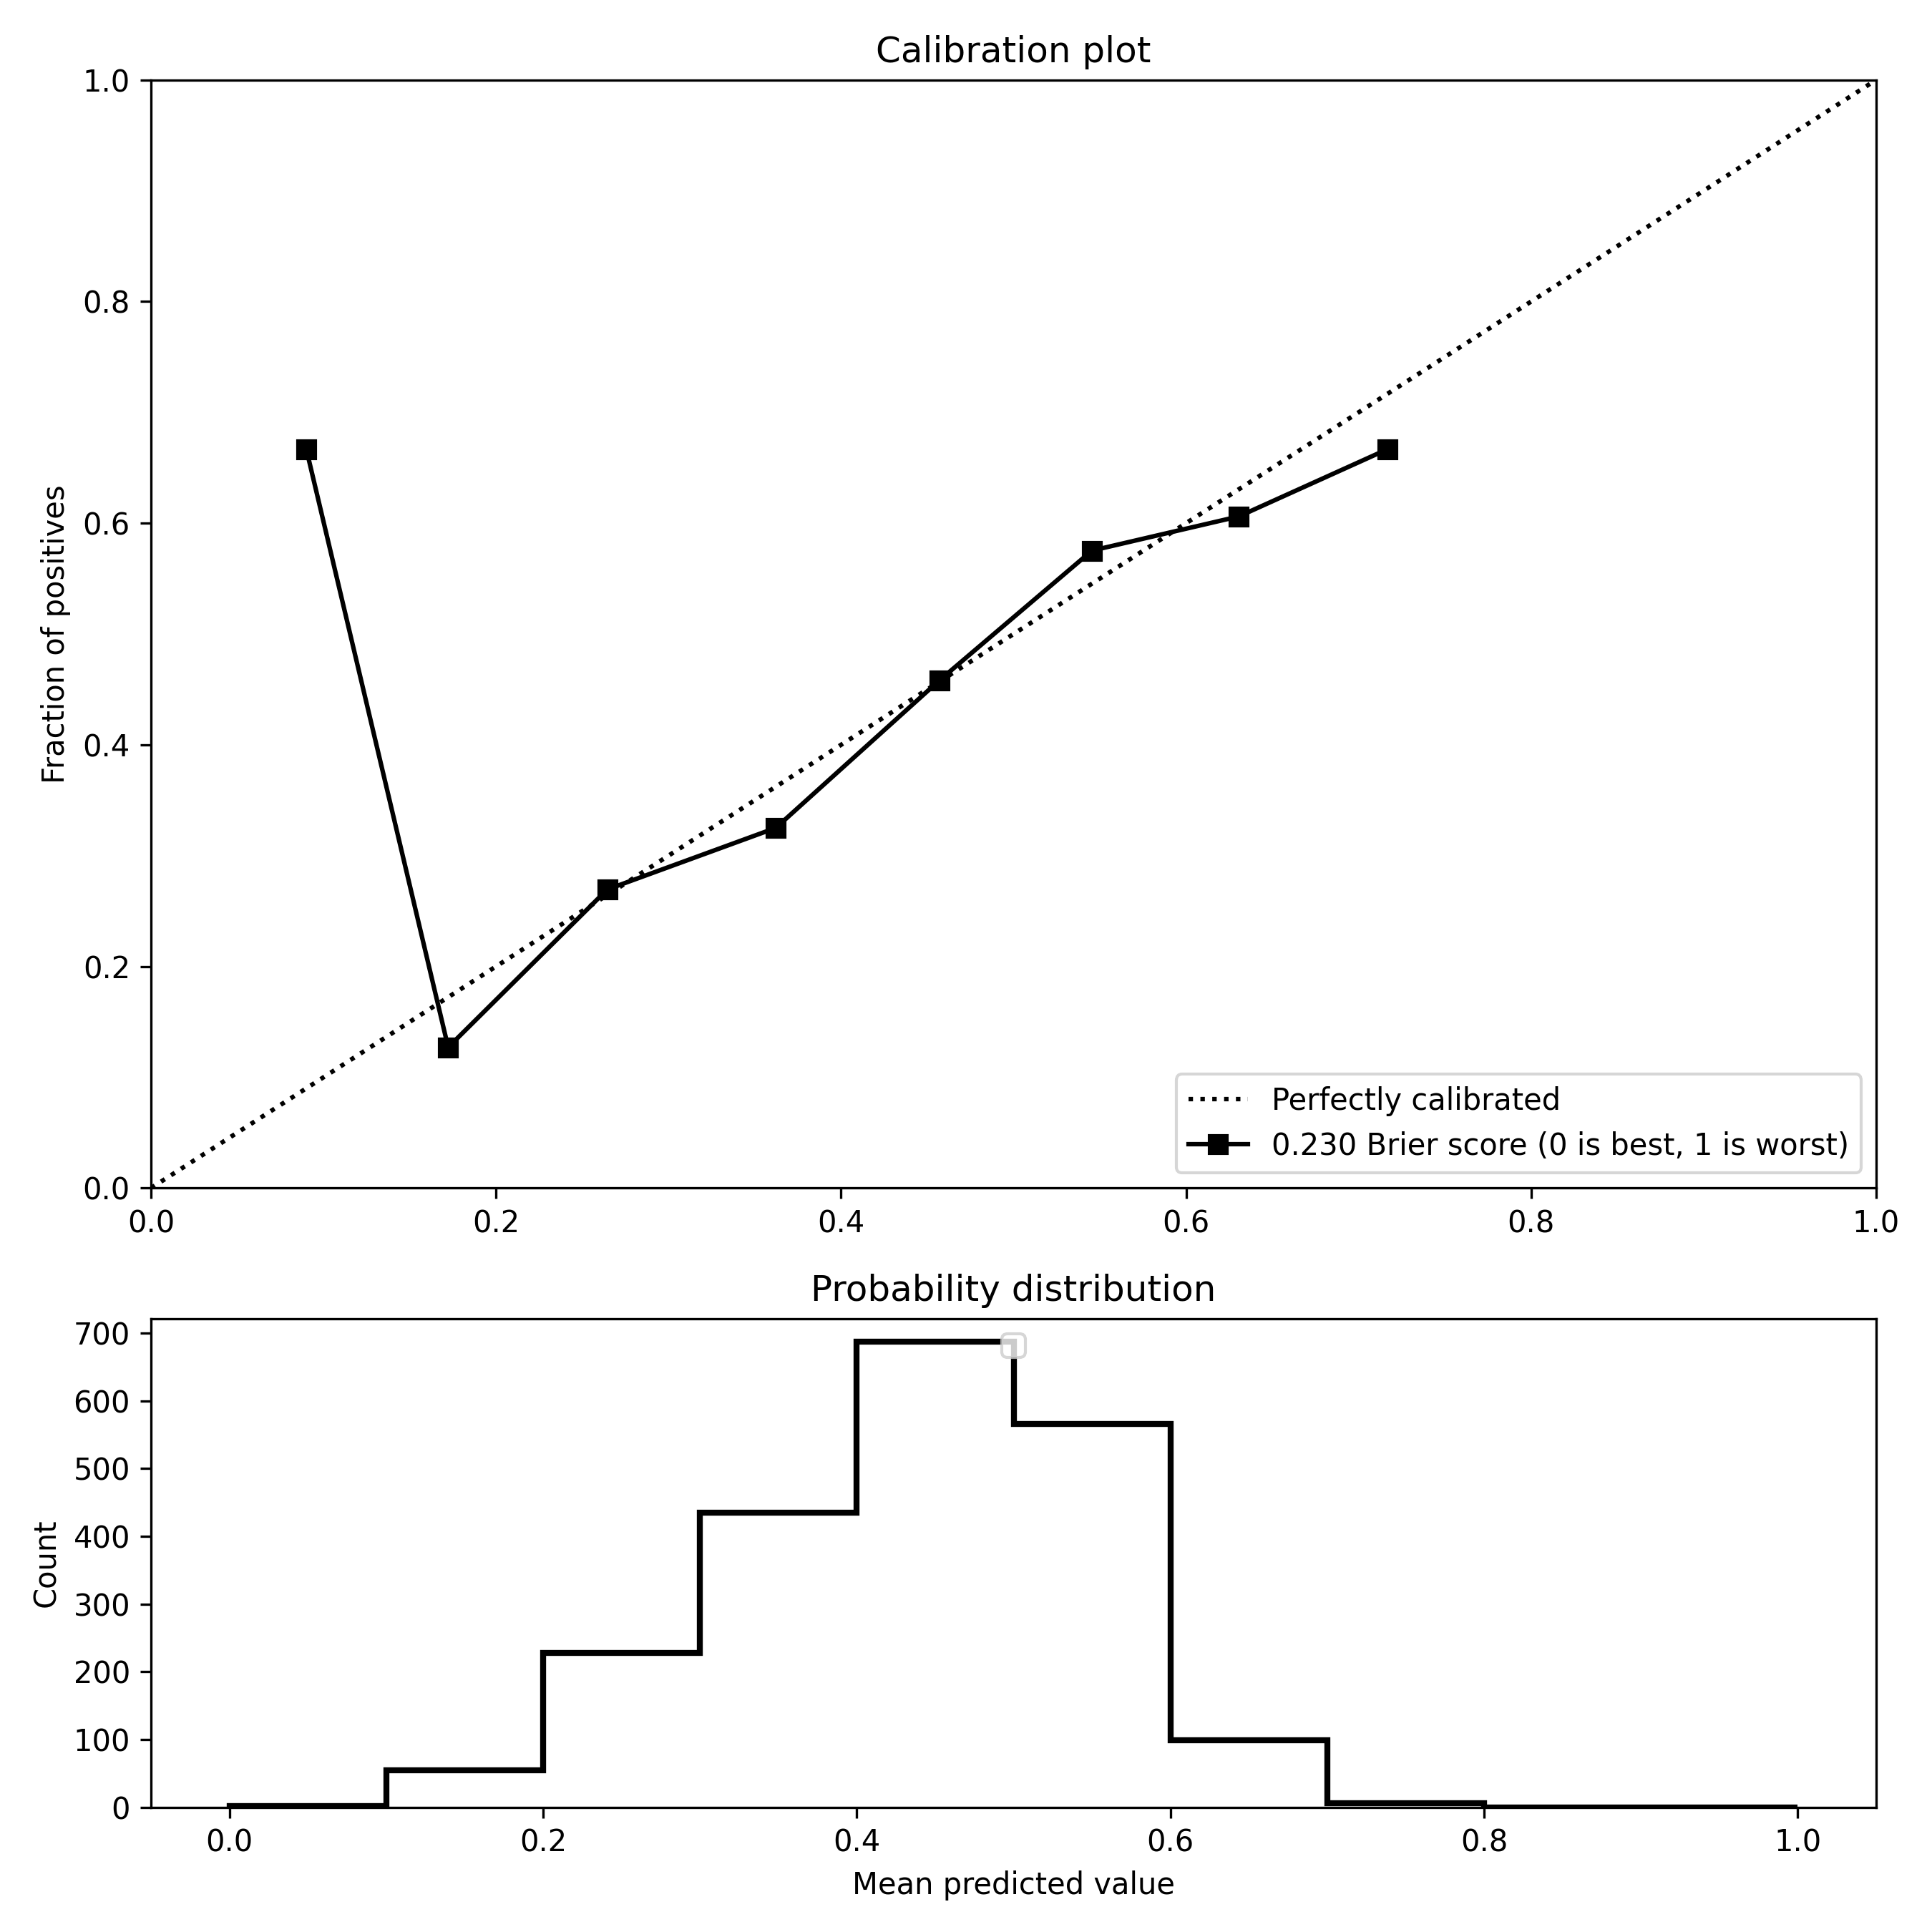 Calibration plot
1.0
0.8
0.6
0.4
0.2
0.0
Fraction of positives
0.0 0.2 0.4 0.6 0.8 1.0
Perfectly calibrated
0.230 Brier score (0 is best, 1 is worst)
Probability distribution
700
600
500
400
300
200
100
0
Count
0.0 0.2 0.4 0.6 0.8 1.0
Mean predicted value